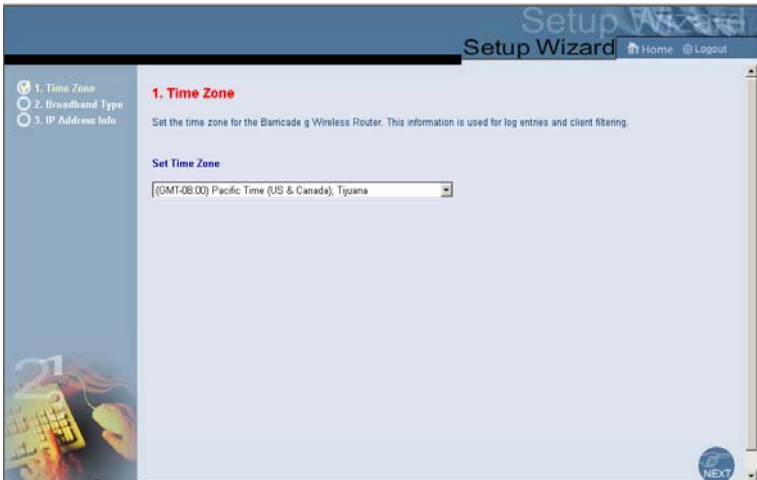 Setup Wizard
Setup Wizard
Home
Logout
1. Time Zone
2. Broadband Type
3. IP Address Info
1. Time Zone
Set the time zone for the Barricade g Wireless Router. This information is used for log entries and client filtering.
Set Time Zone
(GMT-08:00) Pacific Time (US & Canada); Tijuana
NEXT